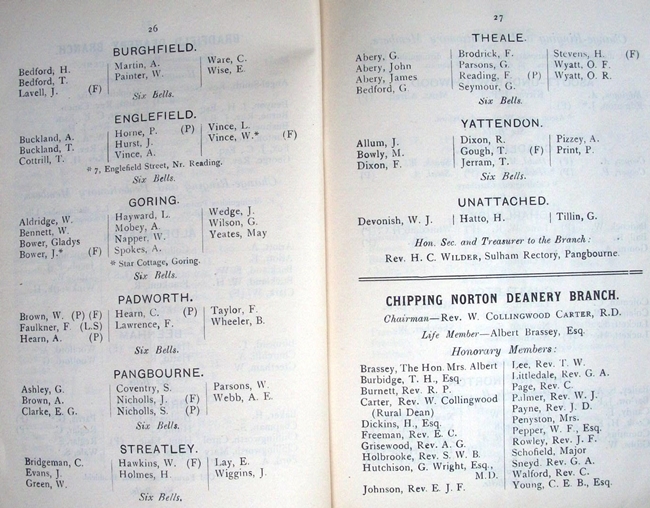 26
BURGHFIELD.
Bedford, H.
Bedford, T.
Lavell, J. (F)
Martin, A.
Painter, W.
Ware, C.
Wise, E.
Six Bells.
ENGLEFIELD.
Buckland, A.
Buckland, T.
Cottrill, T.
Horne, P. (P)
Hurst, J.
Vince, A.
Vince, L.
Vince, W.* (F)
* 7, Englefield Street, Nr. Reading.
Six Bells.
GORING.
Aldridge, W.
Bennett, W.
Bower, Gladys
Bower, J.* (F)
Hayward, L.
Mobey, A.
Napper, W.
Spokes, A.
Wedge, J.
Wilson, G.
Yeates, May
* Star Cottage, Goring.
Six Bells.
PADWORTH.
Brown, W. (P) (F)
Faulkner, F. (L.S)
Hearn, A. (P)
Hearn, C. (P)
Lawrence, F.
Taylor, F.
Wheeler, B.
Six Bells.
PANGBOURNE.
Ashley, G.
Brown, A.
Clarke, E. G.
Coventry, S.
Nicholls, J. (F)
Nicholls, S. (P)
Parsons, W.
Webb, A. E.
Six Bells.
STREATLEY.
Bridgeman, C.
Evans, J.
Green, W.
Hawkins, W. (F)
Holmes, H.
Lay, E.
Wiggins, J.
Six Bells.
27
THEALE.
Abery, G.
Abery, John
Abery, James
Bedford, G
Brodrick, F.
Parsons, G.
Reading, F. (P)
Seymour, G.
Stevens, H. (F)
Wyatt, O. F.
Wyatt, O. R.
Six Bells.
YATTENDON.
Allum, J.
Bowly, M.
Dixon, F.
Dixon, R.
Gough, T. (F)
Jerram, T.
Pizzey, A.
Print, P.
Six Bells.
UNATTACHED.
Devonish, W. J.
Hatto, H.
Tillin, G.
Hon. Sec. and Treasurer to the Branch:
Rev. H. C. WILDER, Sulham Rectory, Pangbourne.
CHIPPING NORTON DEANERY BRANCH.
Chairman—Rev. W. COLLINGWOOD CARTER, R.D.
Life Member—Albert Brassey, Esq.
Honorary Members:
Brassey, The Hon. Mrs. Albert
Burbidge, T. H., Esq.
Burnett, Rev. R. P.
Carter, Rev. W. Collingwood
(Rural Dean)
Dickins, H., Esq.
Freeman, Rev. E. C.
Grisewood, Rev. A. G.
Holbrooke, Rev. S. W. B.
Hutchison, G. Wright, Esq.,
M.D.
Johnson, Rev. E. J. F.
Lee, Rev. T. W.
Littledale, Rev. G. A.
Page, Rev. C.
Palmer, Rev. W. J.
Payne, Rev. J. D.
Penyston, Mrs.
Pepper, W. F., Esq.
Rowley, Rev. J. F.
Schofield, Major
Sneyd. Rev. G. A.
Walford, Rev. C.
Young, C. E. B., Esq.